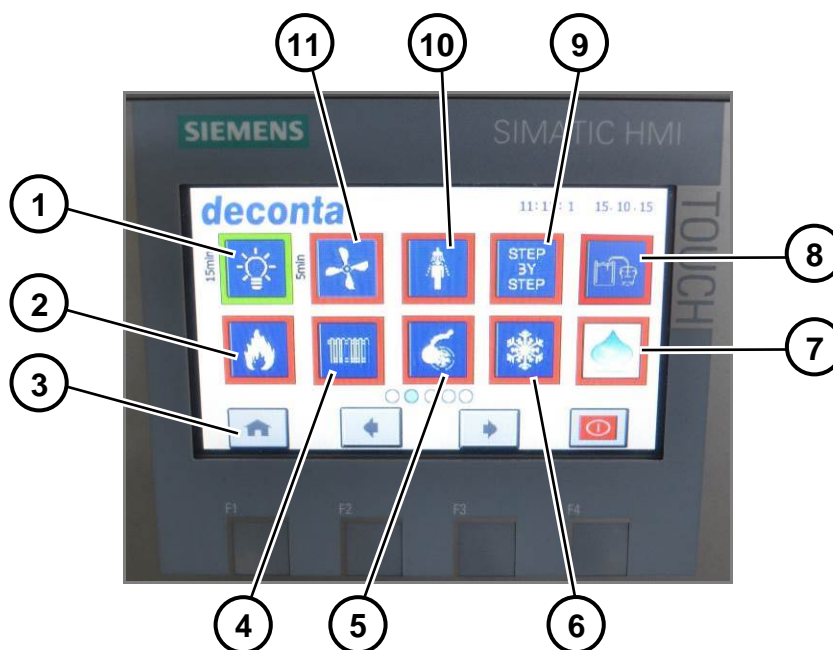 11
10
9
SIEMENS
SIMATIC HMI
1
deconta
15.10.15
TOUCH
15min
5min
STEP
BY
STEP
8
2
7
3
F1
F2
F3
F4
4
5
6